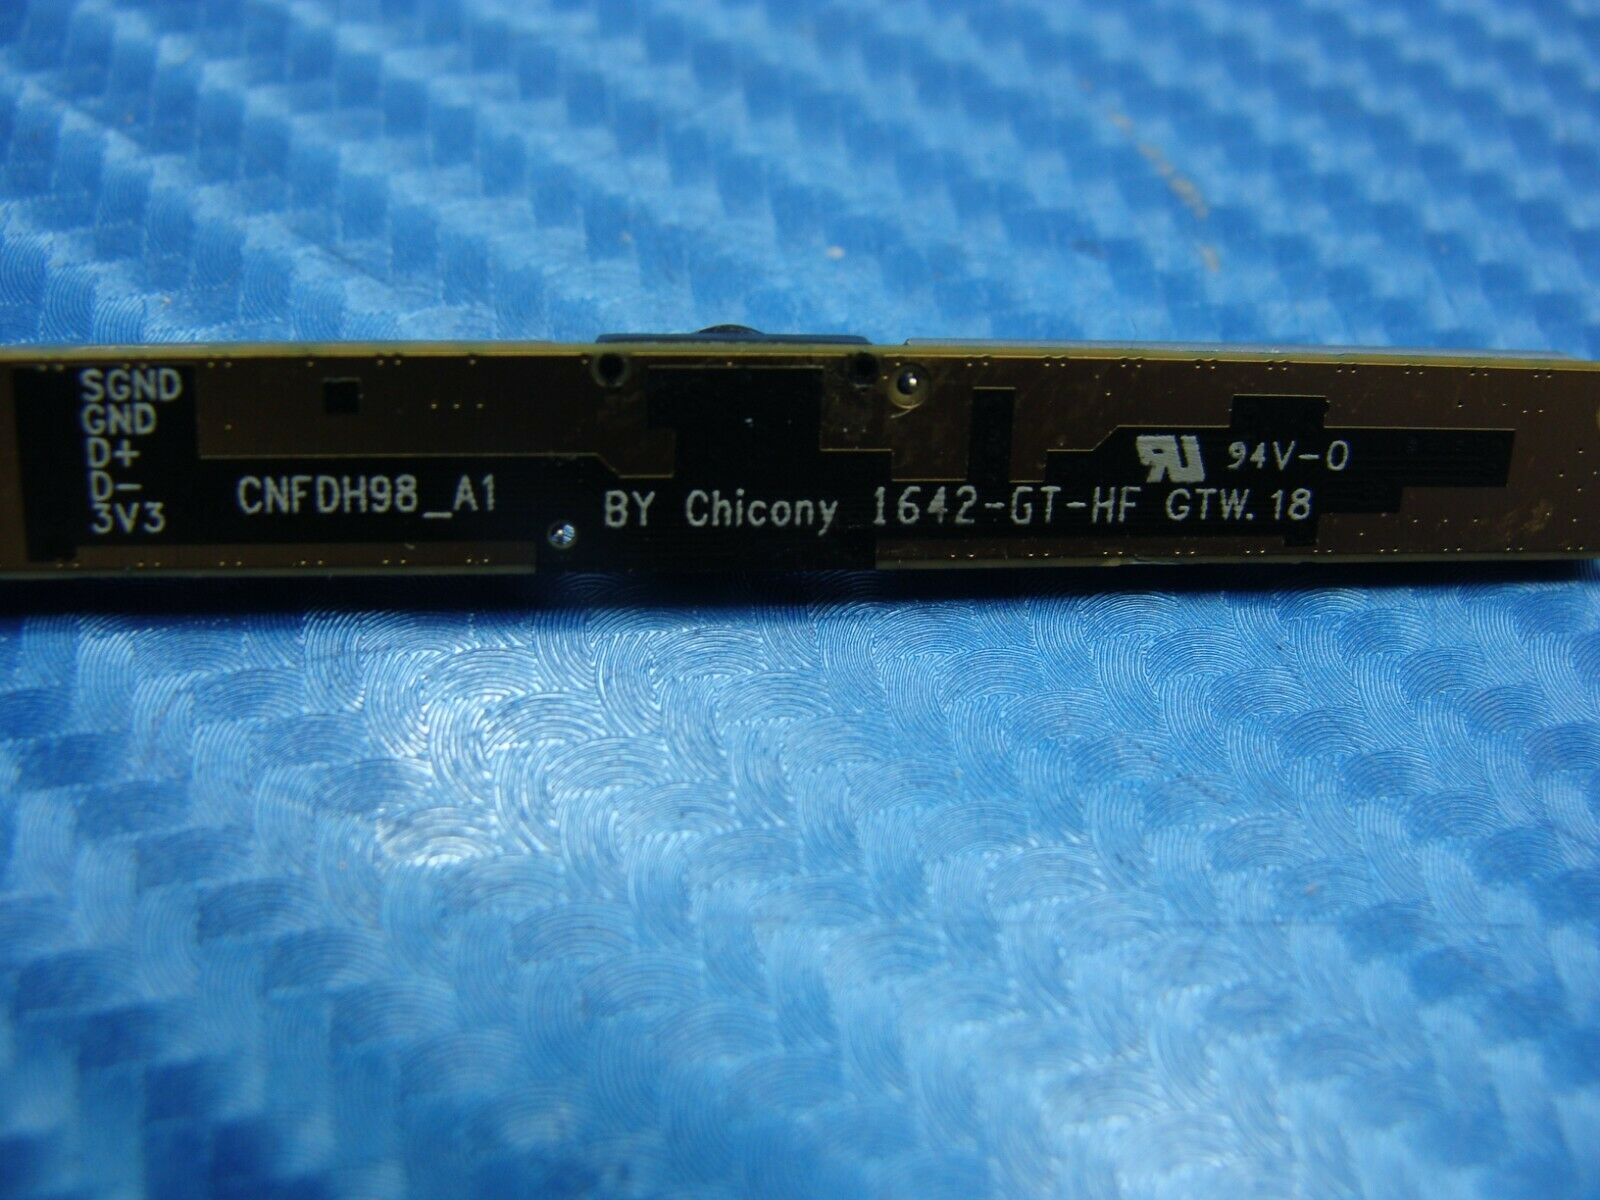 SGND
GND
D+
D-
3V3
CNFDH98_A1 BY Chicony 1642-GT-HF GTW.18
94V-0